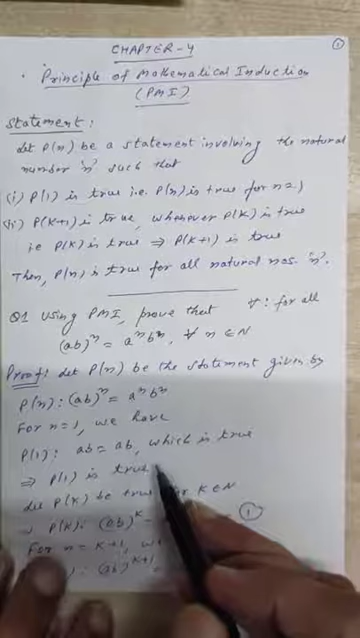 ①
CHAPTER-4
• Principle of Mathematical Induction
(PMI)
Statement:
Let P(n) be a statement involving the natural
number 'n' such that
(i) P(1) is true i.e. P(n) is true for n=1
(ii) P(k+1) is true, whenever P(k) is true
i.e P(k) is true ⇒ P(k+1) is true
Then, P(n) is true for all natural nos. 'n'.
Q1 Using PMI, prove that ∀: for all
(ab)ⁿ = aⁿbⁿ, ∀ n ∈ N
Proof: Let P(n) be the statement given by
P(n): (ab)ⁿ = aⁿbⁿ
For n=1, we have
P(1): ab = ab, which is true
⇒ P(1) is true
Let P(k) be true for k ∈ N
P(k): (ab)ᵏ = ①
For n = k+1, w
: (ab)ᵏ⁺¹